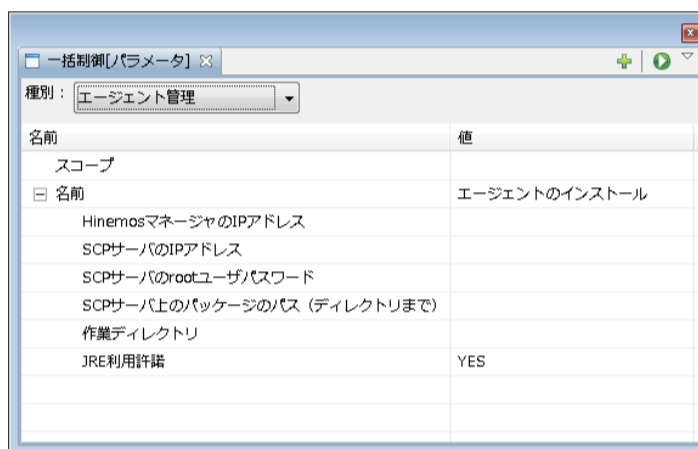 一括制御[パラメータ]
種別： エージェント管理
名前 値
スコープ
名前 エージェントのインストール
HinemosマネージャのIPアドレス
SCPサーバのIPアドレス
SCPサーバのrootユーザパスワード
SCPサーバ上のパッケージのパス（ディレクトリまで）
作業ディレクトリ
JRE利用許諾 YES